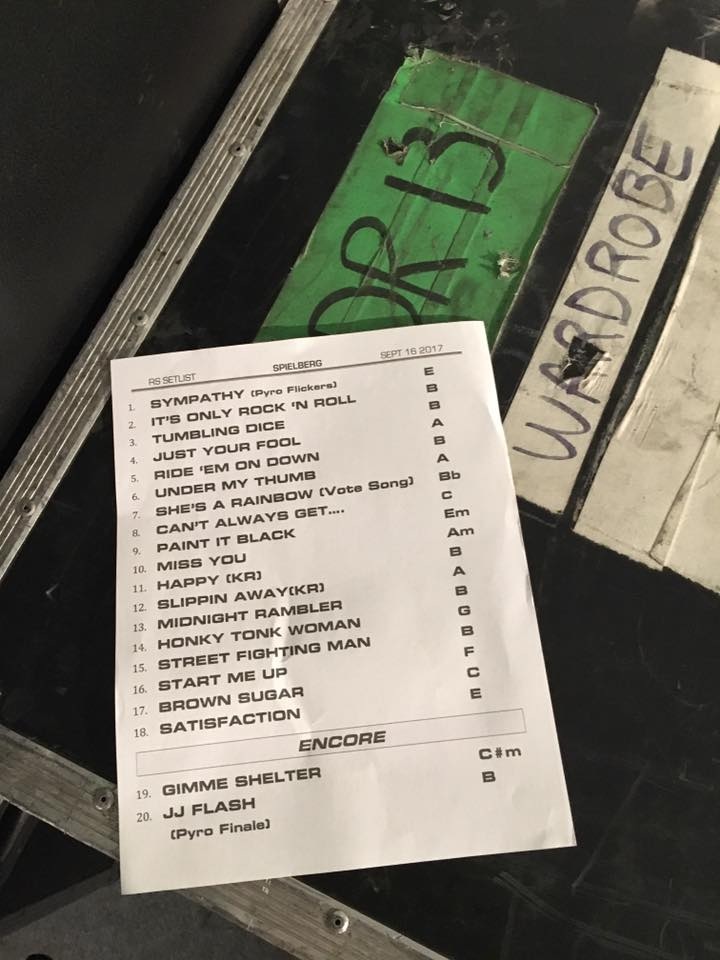 R 13
WARDROBE
RS SETLIST SPIELBERG SEPT 16 2017
1. SYMPATHY (Pyro Flickers) E
2. IT'S ONLY ROCK 'N ROLL B
3. TUMBLING DICE B
4. JUST YOUR FOOL A
5. RIDE 'EM ON DOWN B
6. UNDER MY THUMB A
7. SHE'S A RAINBOW (Vote Song) Bb
8. CAN'T ALWAYS GET.... C
9. PAINT IT BLACK Em
10. MISS YOU Am
11. HAPPY (KR) B
12. SLIPPIN AWAY(KR) A
13. MIDNIGHT RAMBLER B
14. HONKY TONK WOMAN G
15. STREET FIGHTING MAN B
16. START ME UP F
17. BROWN SUGAR C
18. SATISFACTION E
ENCORE
19. GIMME SHELTER C#m
20. JJ FLASH B
(Pyro Finale)